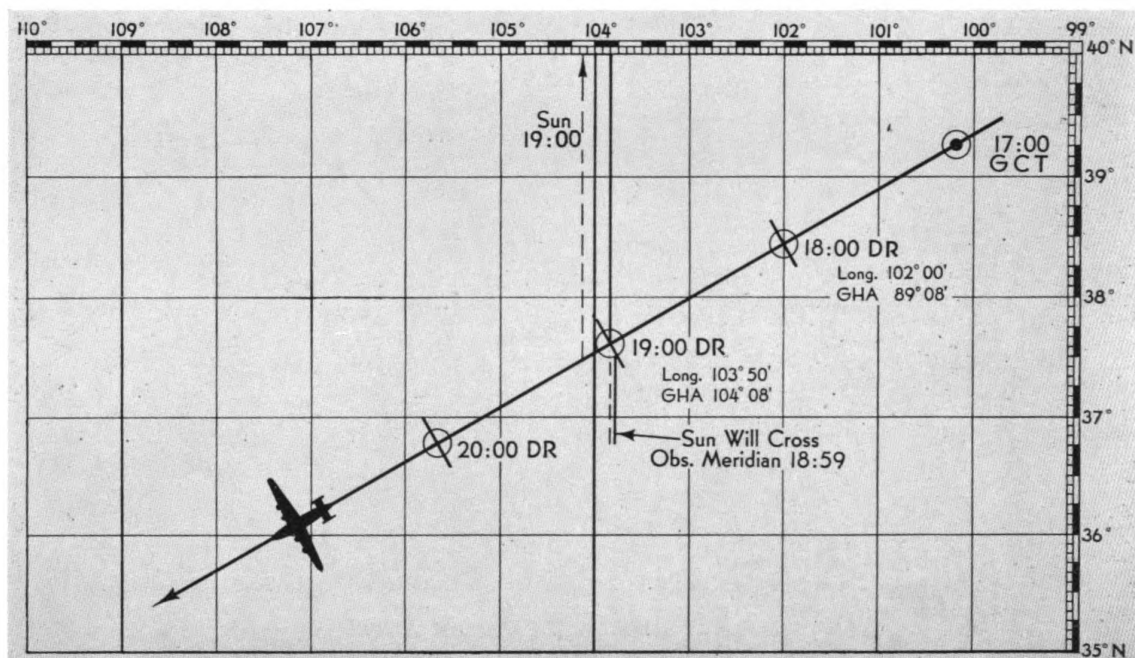 110° 109° 108° 107° 106° 105° 104° 103° 102° 101° 100° 99°
40° N
Sun
19:00
17:00
GCT
39°
18:00 DR
Long. 102° 00'
GHA 89° 08'
38°
19:00 DR
Long. 103° 50'
GHA 104° 08'
37°
Sun Will Cross
Obs. Meridian 18:59
20:00 DR
36°
35° N